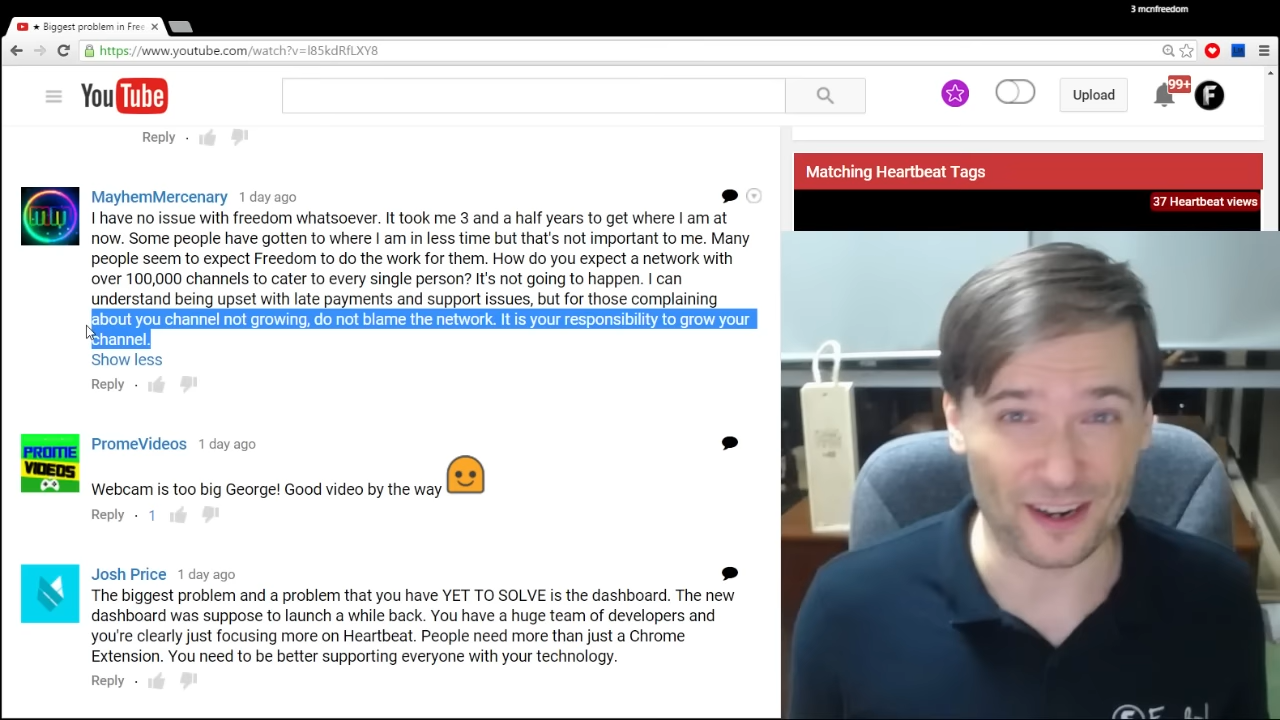 3 mcnfreedom
★ Biggest problem in Free
https://www.youtube.com/watch?v=l85kdRfLXY8
YouTube
Upload
99+
F
Reply
Matching Heartbeat Tags
37 Heartbeat views
MayhemMercenary 1 day ago
I have no issue with freedom whatsoever. It took me 3 and a half years to get where I am at
now. Some people have gotten to where I am in less time but that's not important to me. Many
people seem to expect Freedom to do the work for them. How do you expect a network with
over 100,000 channels to cater to every single person? It's not going to happen. I can
understand being upset with late payments and support issues, but for those complaining
about you channel not growing, do not blame the network. It is your responsibility to grow your
channel.
Show less
Reply
PROME
VIDEOS
PromeVideos 1 day ago
Webcam is too big George! Good video by the way
Reply · 1
Josh Price 1 day ago
The biggest problem and a problem that you have YET TO SOLVE is the dashboard. The new
dashboard was suppose to launch a while back. You have a huge team of developers and
you're clearly just focusing more on Heartbeat. People need more than just a Chrome
Extension. You need to be better supporting everyone with your technology.
Reply